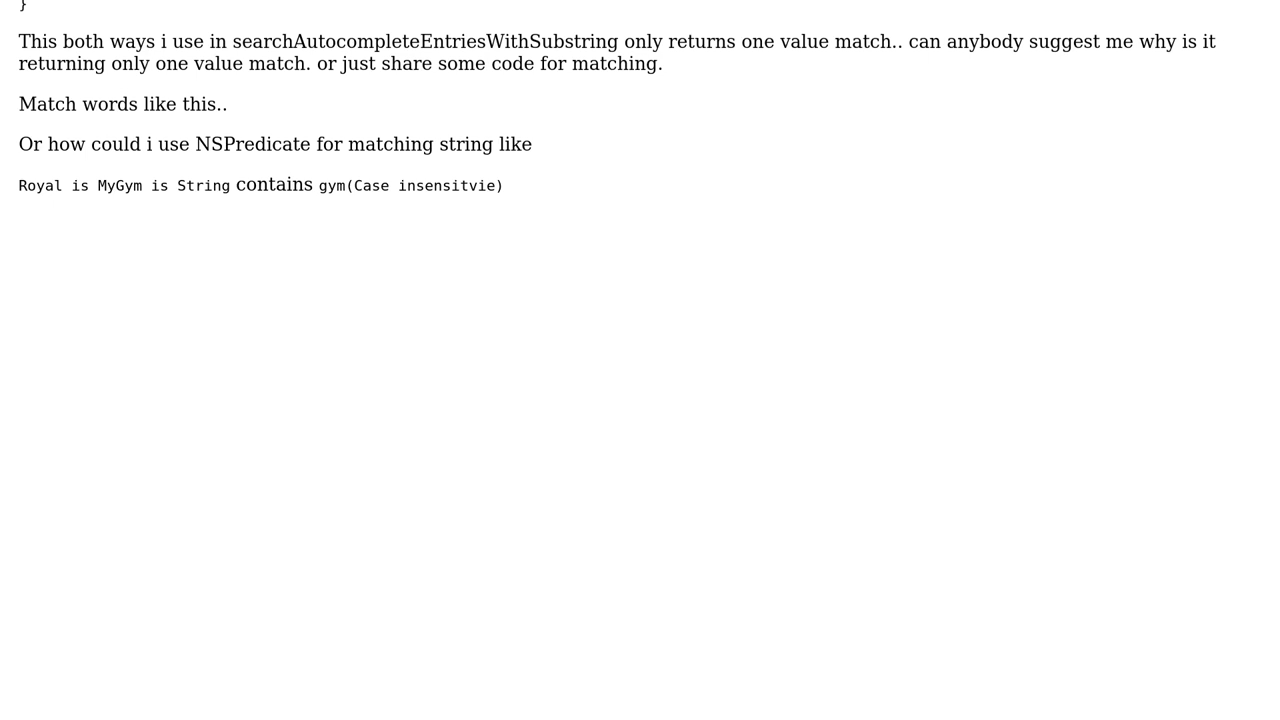 }
This both ways i use in searchAutocompleteEntriesWithSubstring only returns one value match.. can anybody suggest me why is it
returning only one value match. or just share some code for matching.
Match words like this..
Or how could i use NSPredicate for matching string like
Royal is MyGym is String contains gym(Case insensitvie)